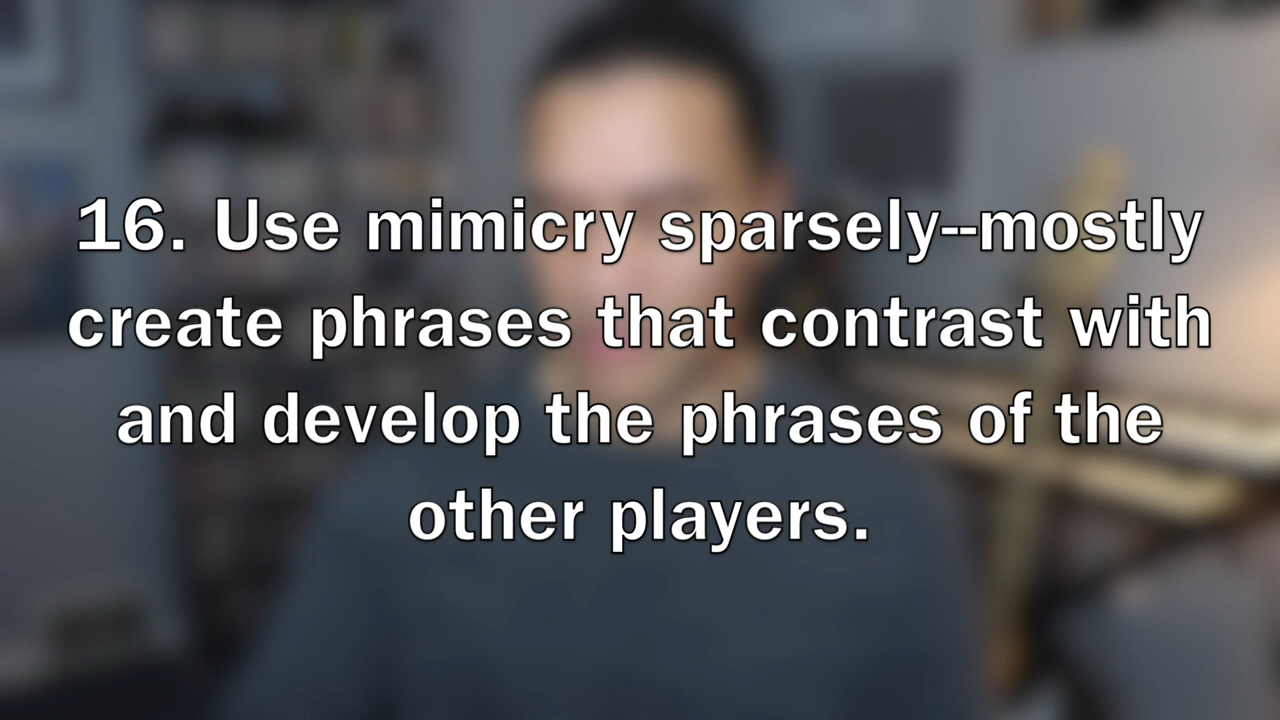 16. Use mimicry sparsely--mostly
create phrases that contrast with
and develop the phrases of the
other players.